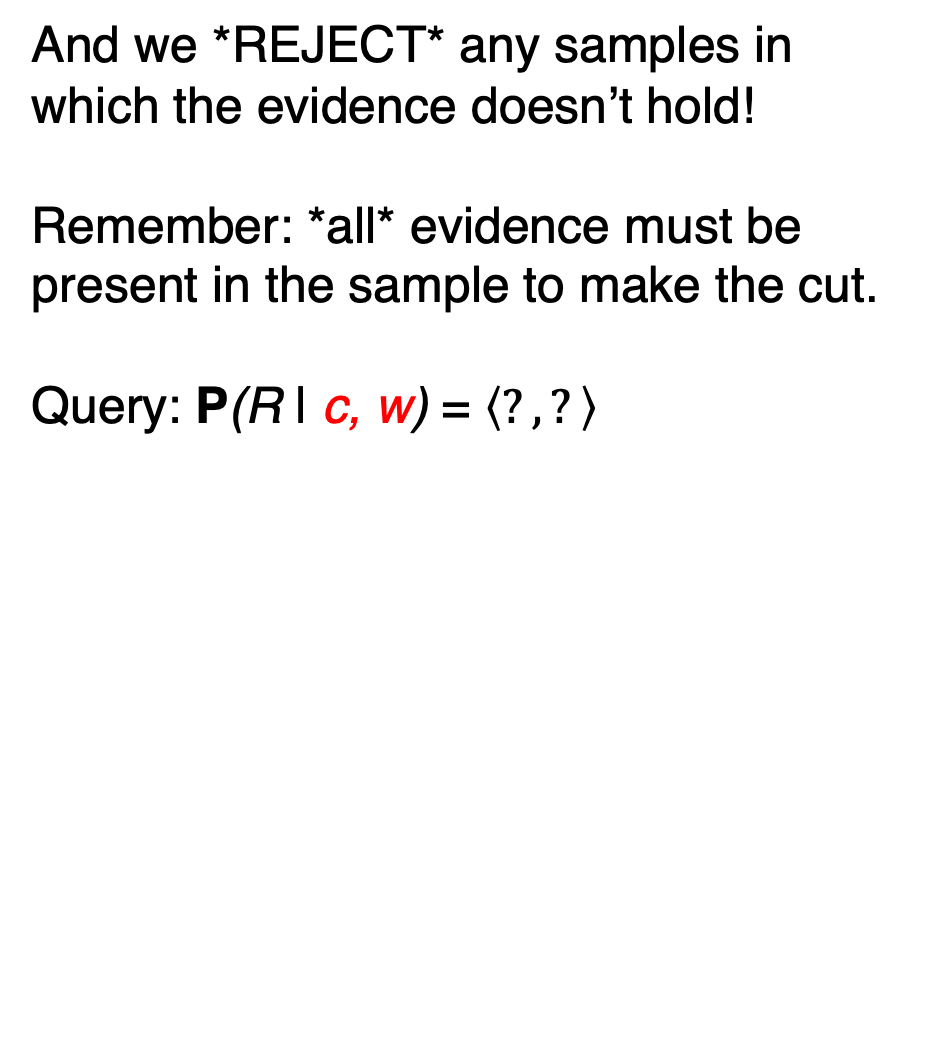 And we *REJECT* any samples in
which the evidence doesn’t hold!
Remember: *all* evidence must be
present in the sample to make the cut.
Query: P(R | c, w) = ⟨?,?⟩